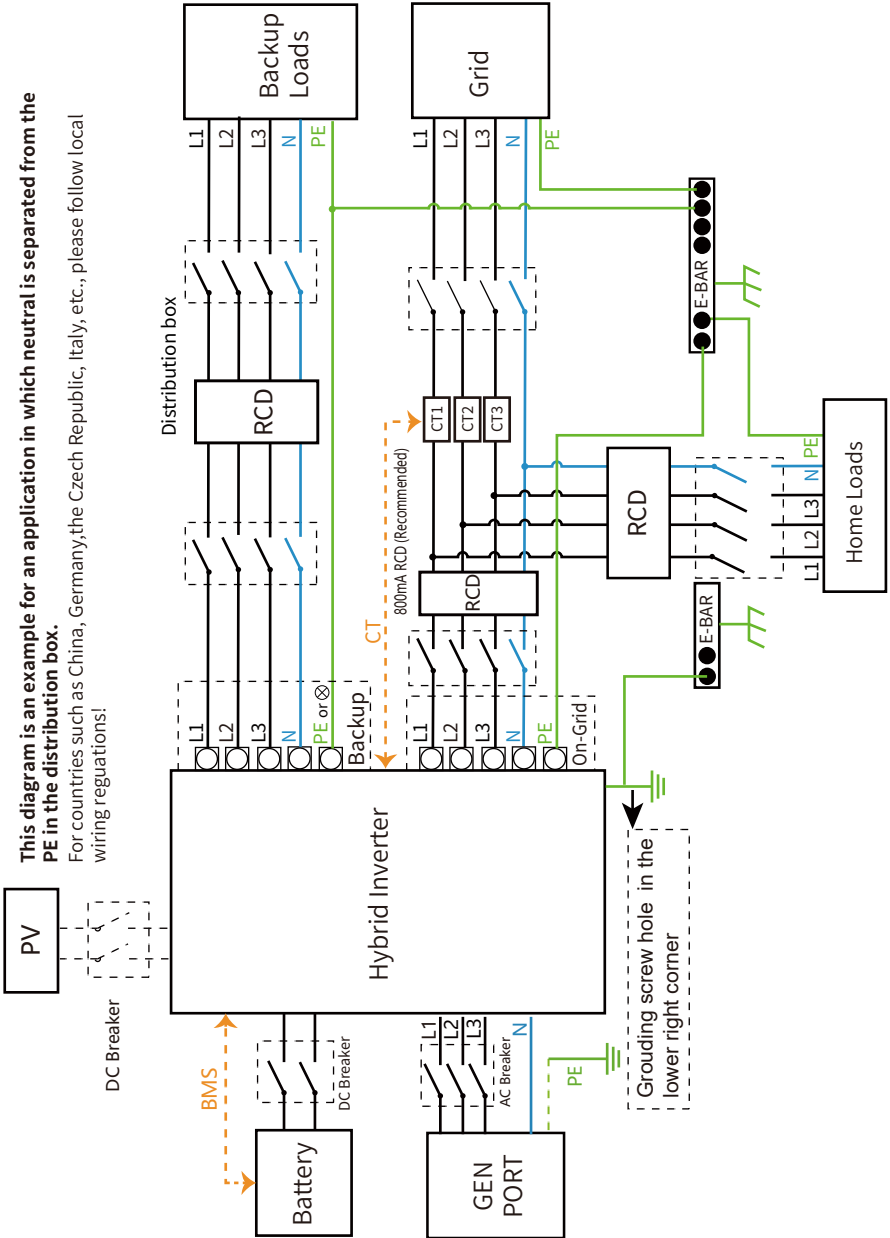 This diagram is an example for an application in which neutral is separated from the
PE in the distribution box.
For countries such as China, Germany,the Czech Republic, Italy, etc., please follow local
wiring reguations!
PV
DC Breaker
Distribution box
Backup
Loads
L1
L2
L3
N
PE
RCD
L1
L2
L3
N
PE
or
Backup
BMS
Battery
DC Breaker
Hybrid Inverter
CT
800mA RCD (Recommended)
Grid
L1
L2
L3
N
PE
CT1
CT2
CT3
RCD
L1
L2
L3
N
PE
On-Grid
GEN
PORT
L1
L2
L3
N
AC Breaker
PE
RCD
E-BAR
E-BAR
L1
L2
L3
N
PE
Home Loads
Grouding screw hole in the
lower right corner